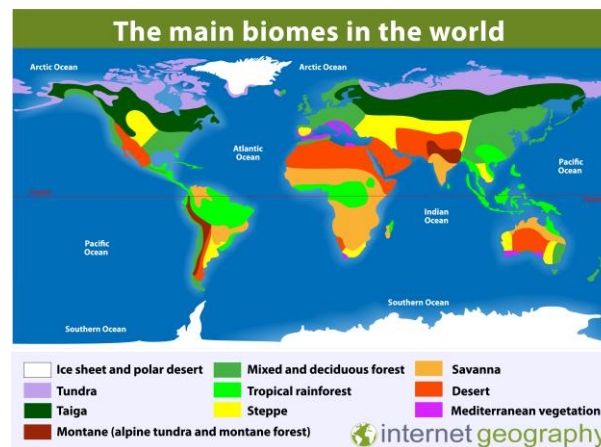 The main biomes in the world
Arctic Ocean
Arctic Ocean
Atlantic
Ocean
Pacific
Ocean
Indian
Ocean
Pacific
Ocean
Southern Ocean
Southern Ocean
Ice sheet and polar desert
Mixed and deciduous forest
Savanna
Tundra
Tropical rainforest
Desert
Taiga
Steppe
Mediterranean vegetation
Montane (alpine tundra and montane forest)
internet geography